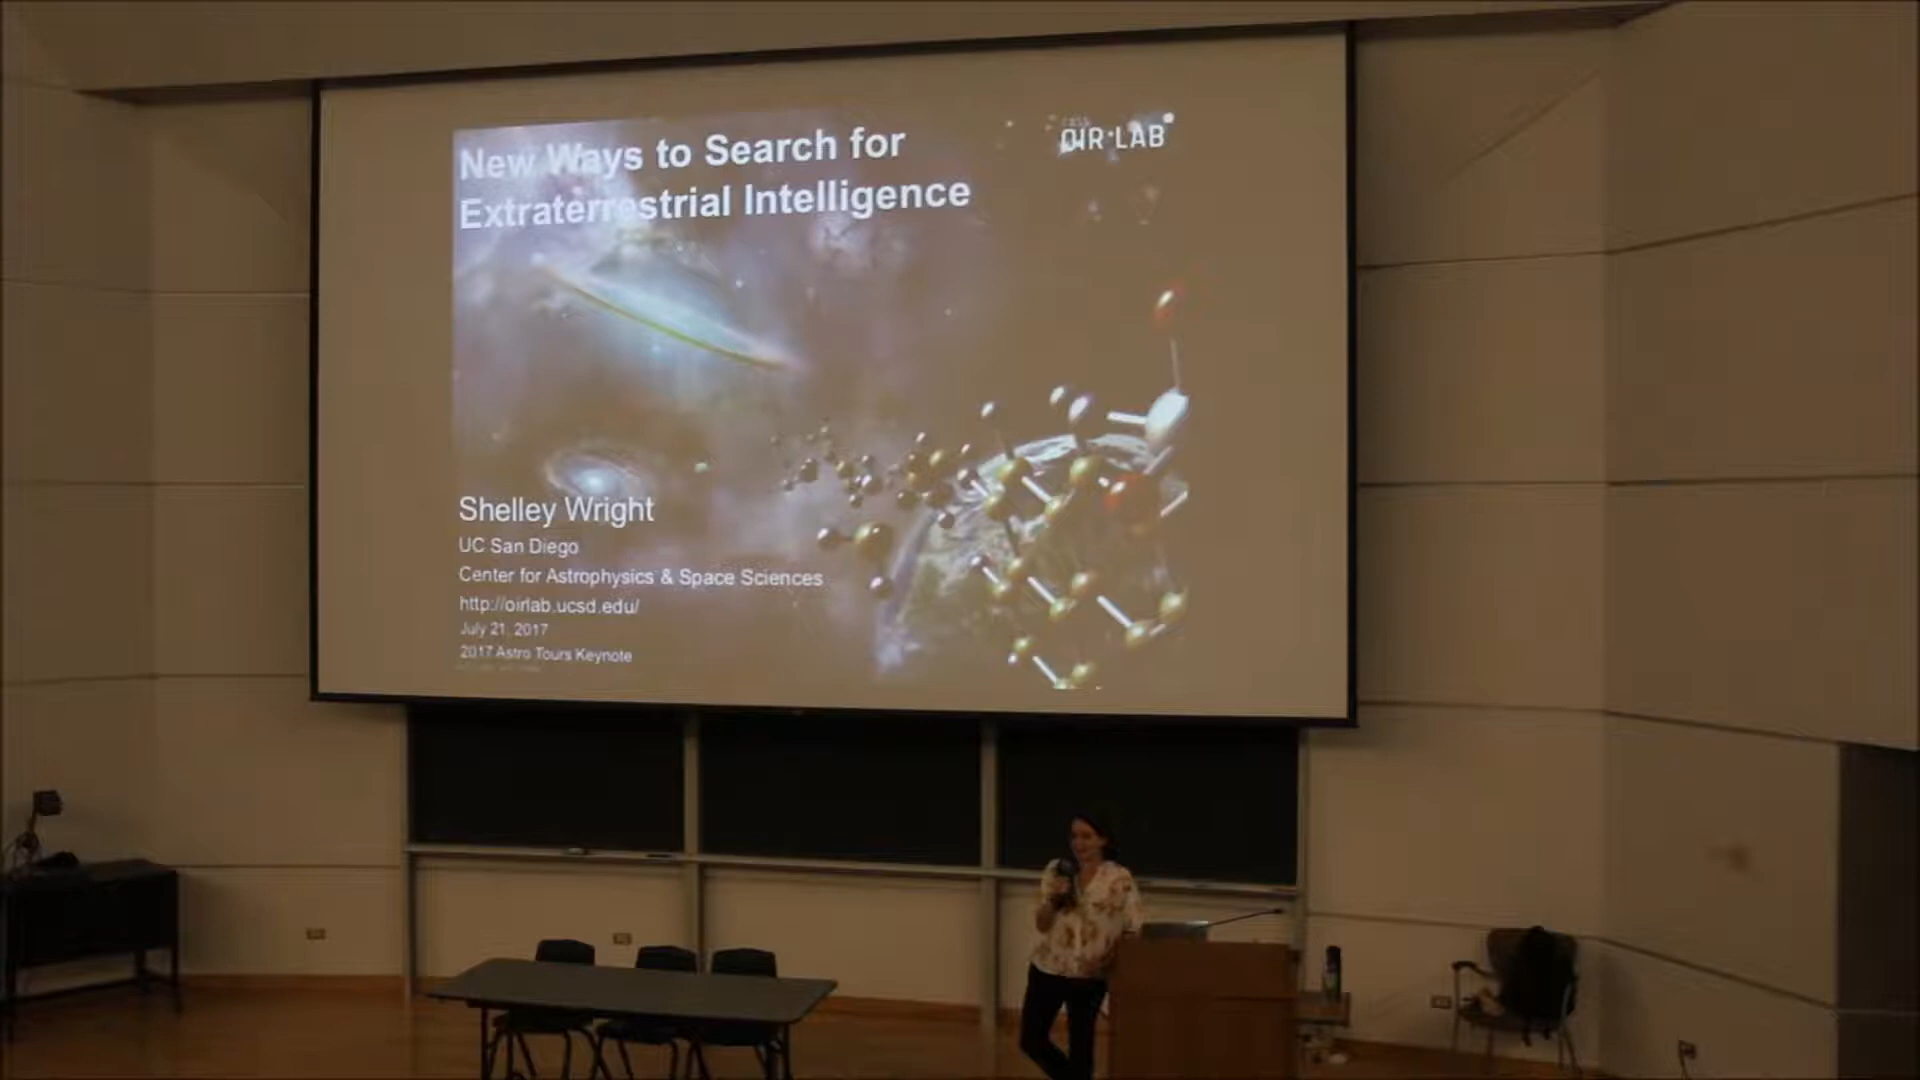 New Ways to Search for
Extraterrestrial Intelligence
OIR LAB
Shelley Wright
UC San Diego
Center for Astrophysics & Space Sciences
http://oirlab.ucsd.edu/
July 21, 2017
2017 Astro Tours Keynote